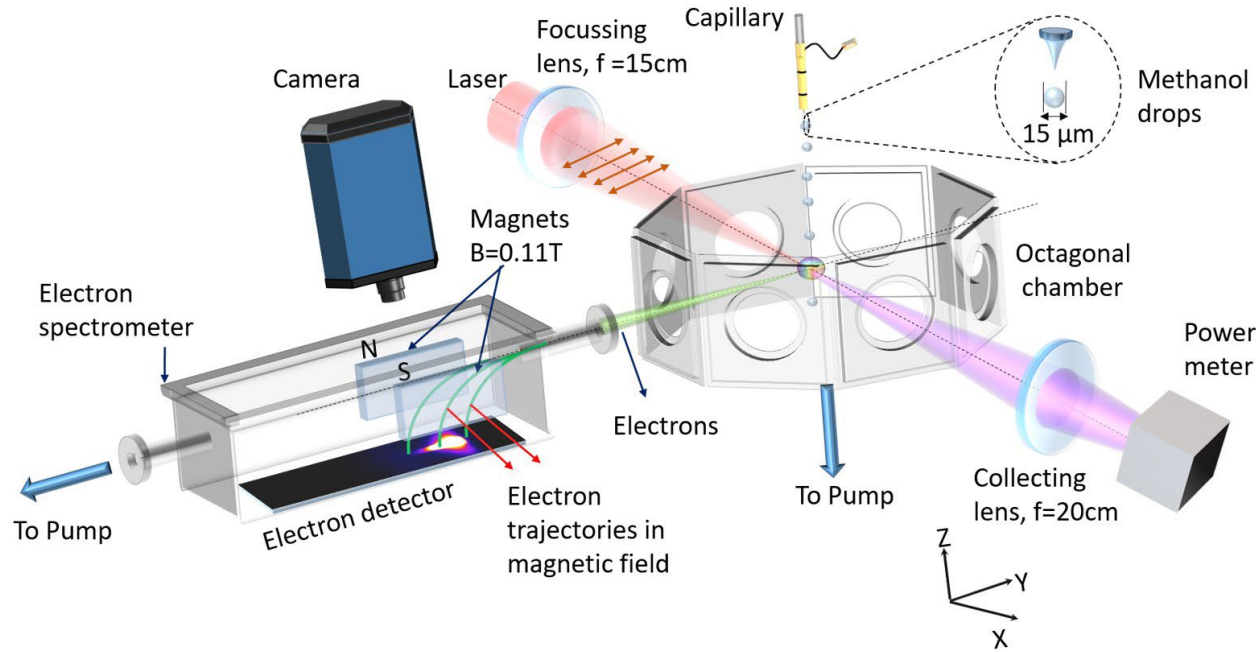 Capillary
Focussing
lens, f =15cm
Laser
Camera
Methanol
drops
15 µm
Magnets
B=0.11T
Electron
spectrometer
N
S
Octagonal
chamber
Power
meter
Electrons
To Pump
Collecting
lens, f=20cm
Electron detector
Electron
trajectories in
magnetic field
To Pump
Z
Y
X